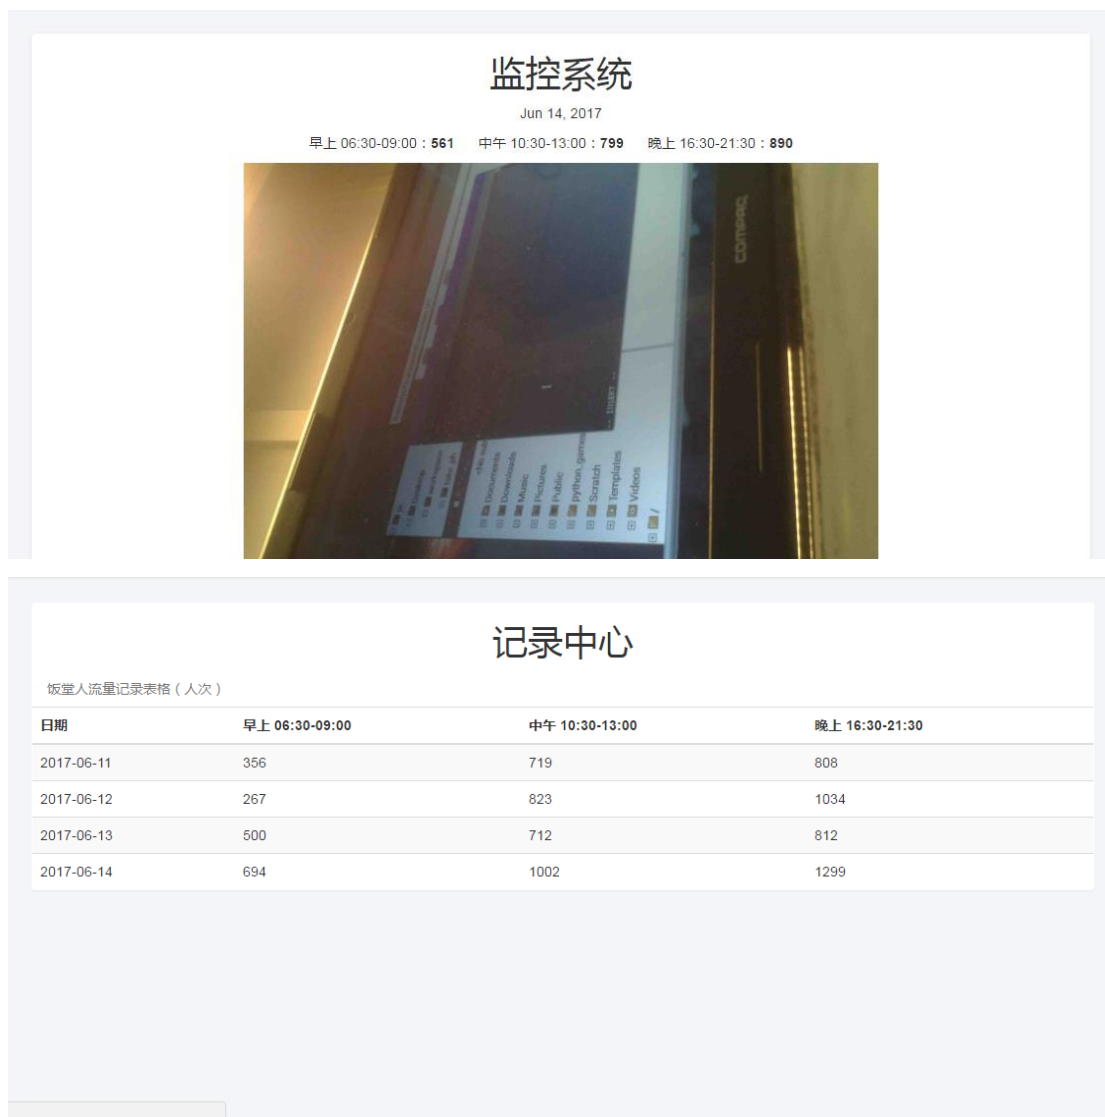 监控系统
Jun 14, 2017
早上 06:30-09:00：561 中午 10:30-13:00：799 晚上 16:30-21:30：890
COMPAQ
-- INSERT --
Documents
Downloads
Music
Pictures
Public
python_games
Scratch
Templates
Videos
/
记录中心
饭堂人流量记录表格 ( 人次 )
日期 早上 06:30-09:00 中午 10:30-13:00 晚上 16:30-21:30
2017-06-11 356 719 808
2017-06-12 267 823 1034
2017-06-13 500 712 812
2017-06-14 694 1002 1299